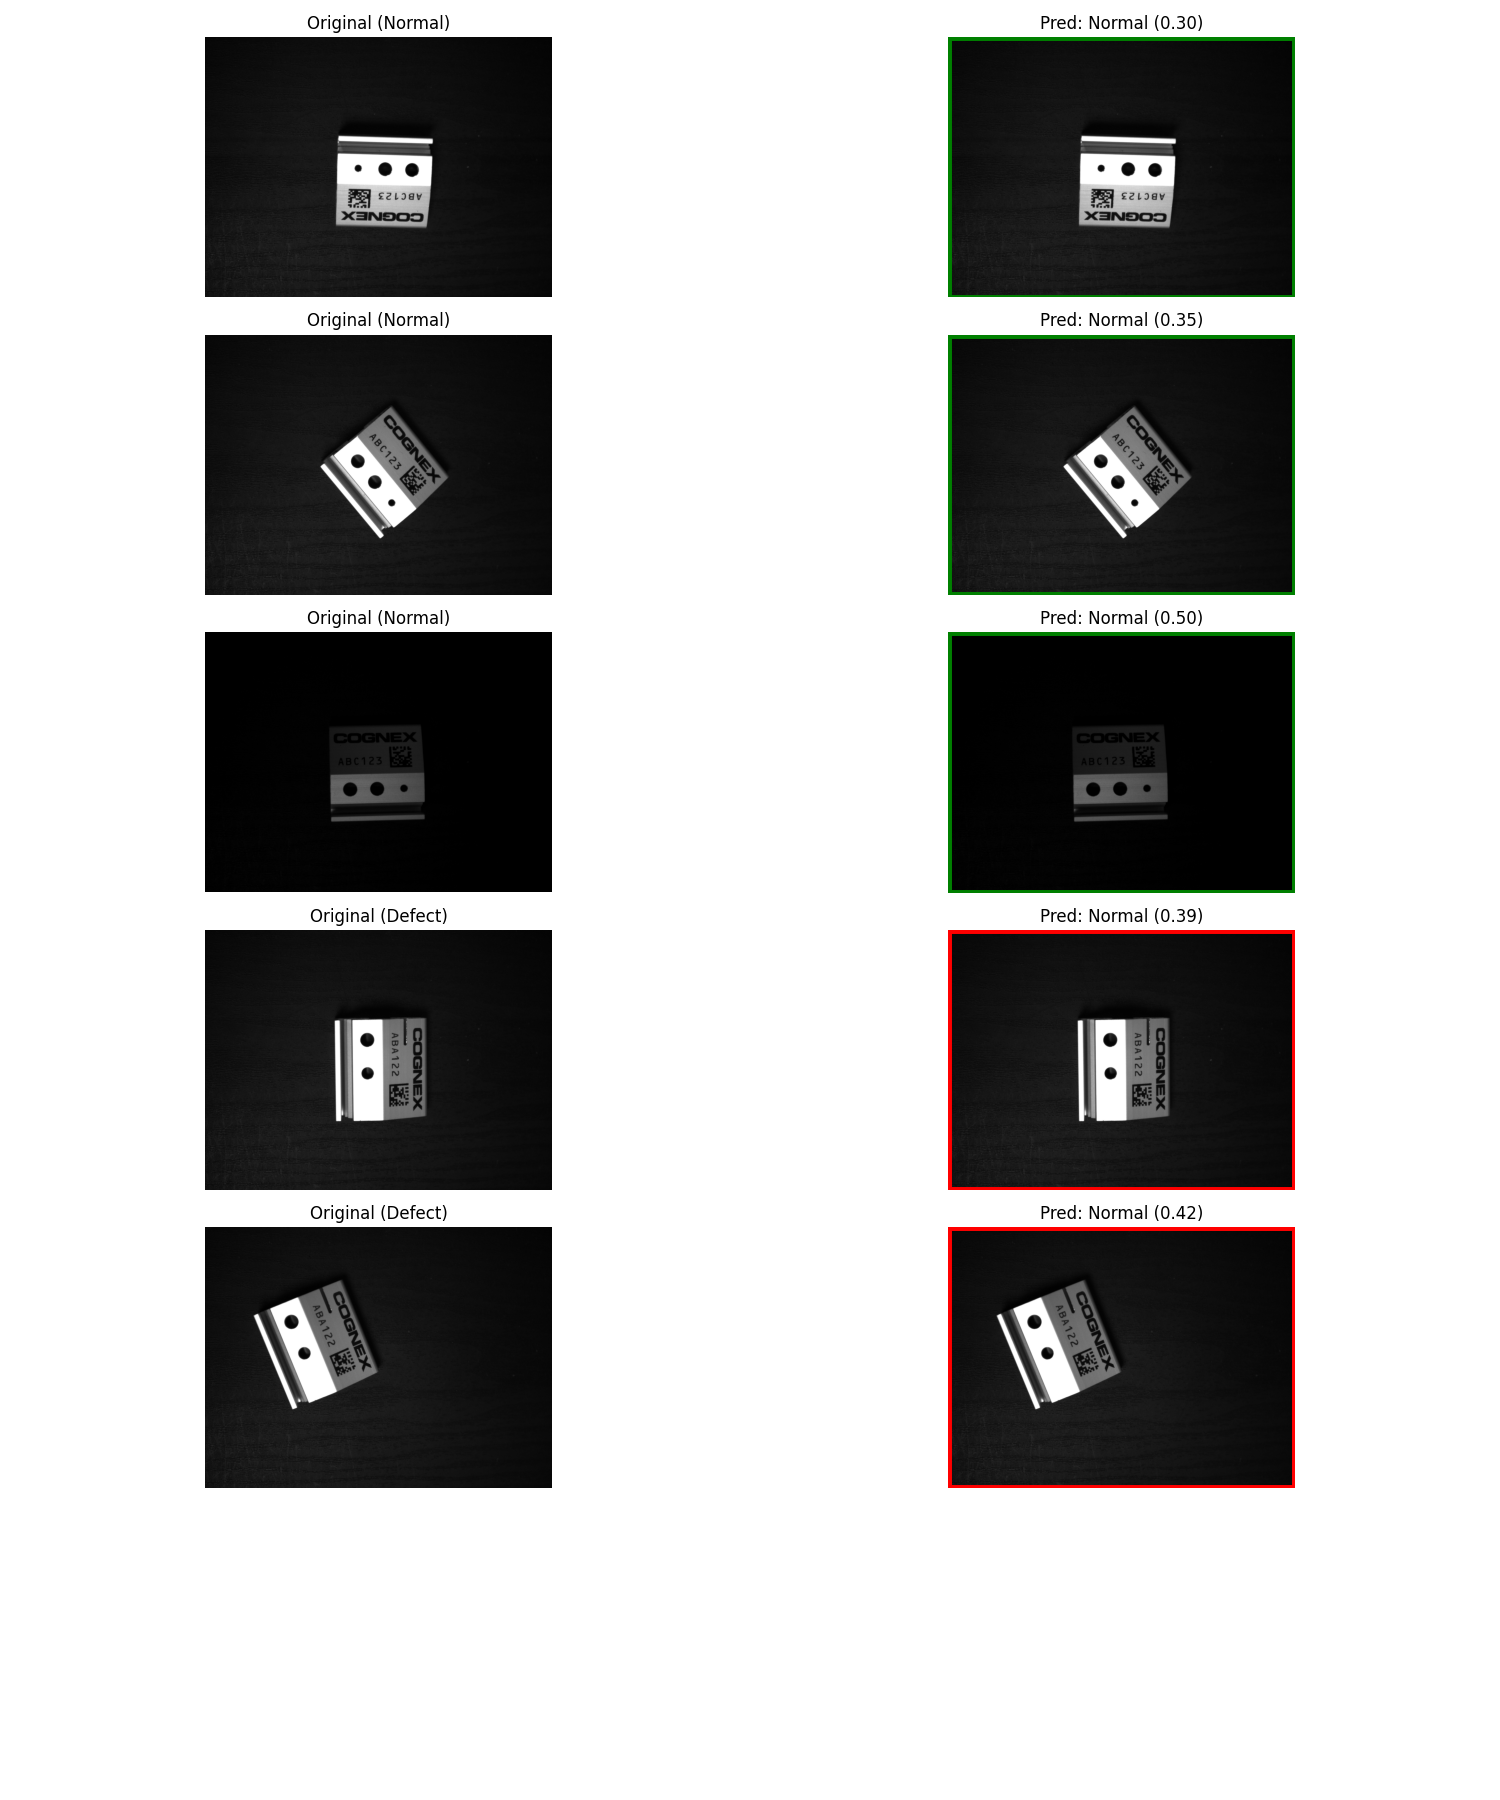 Original (Normal)
Pred: Normal (0.30)
ABC123
COGNEX
ABC123
COGNEX
Original (Normal)
Pred: Normal (0.35)
COGNEX
ABC123
COGNEX
ABC123
Original (Normal)
Pred: Normal (0.50)
COGNEX
ABC123
COGNEX
ABC123
Original (Defect)
Pred: Normal (0.39)
COGNEX
ABA122
COGNEX
ABA122
Original (Defect)
Pred: Normal (0.42)
COGNEX
ABA122
COGNEX
ABA122